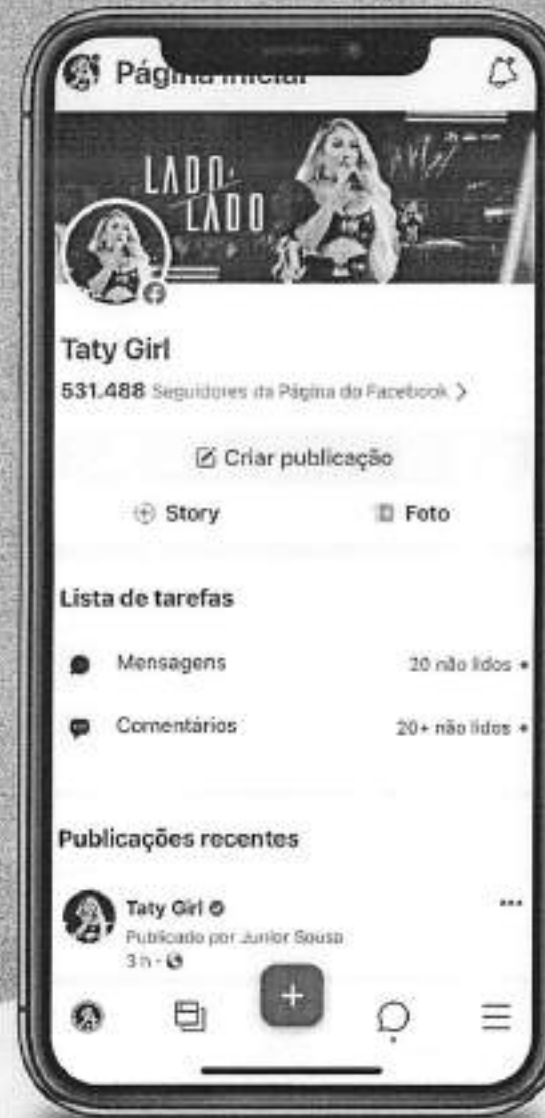 Página Inicial
LADO
LADO
Taty Girl
531.488 Seguidores da Página do Facebook
Criar publicação
Story Foto
Lista de tarefas
Mensagens 20 não lidos
Comentários 20+ não lidos
Publicações recentes
Taty Girl
Publicado por Junior Sousa
3 h